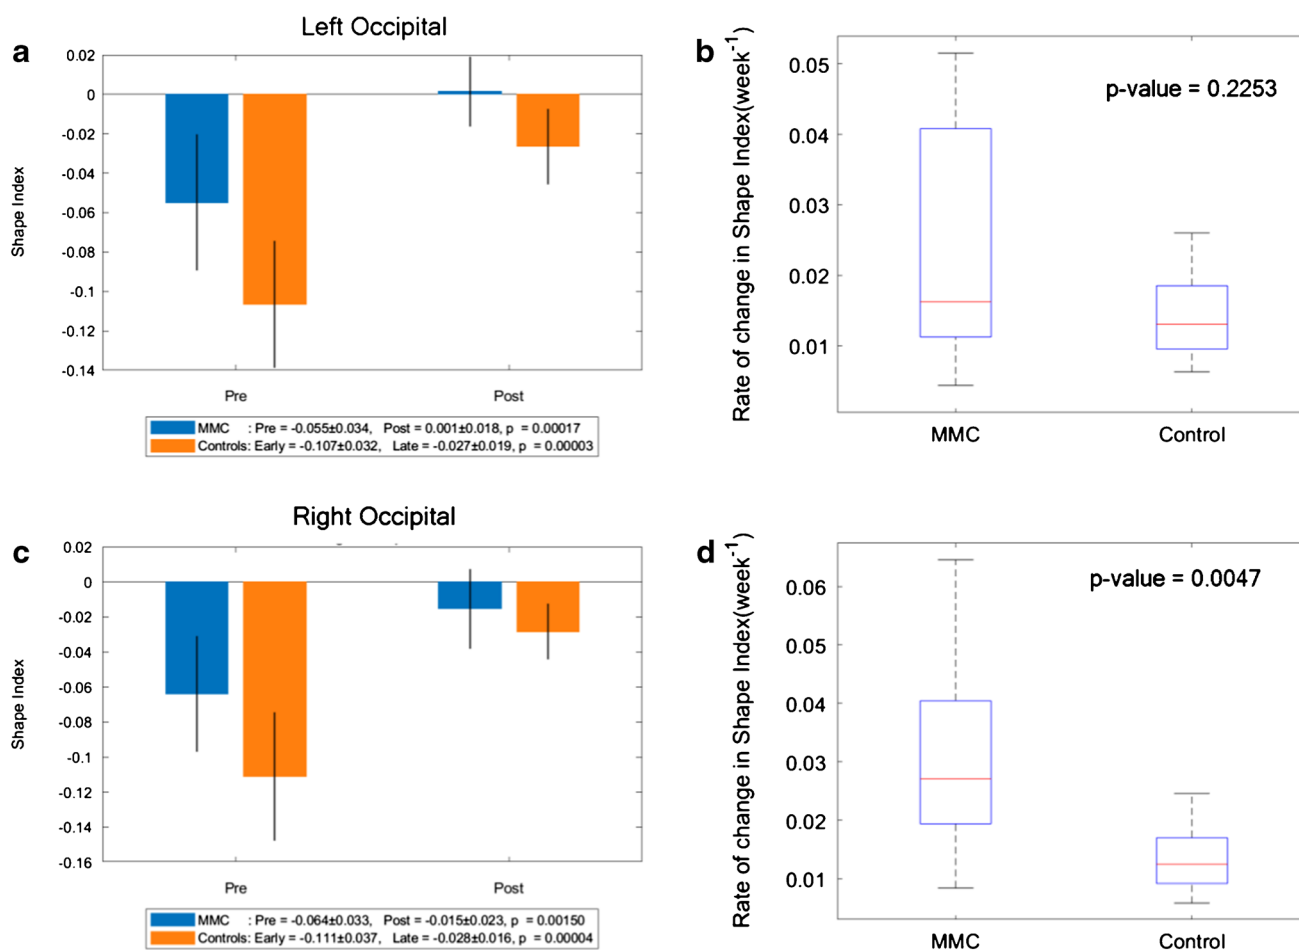 Left Occipital
a
0.02
0
-0.02
-0.04
-0.06
-0.08
-0.1
-0.12
-0.14
Shape Index
Pre
Post
MMC : Pre = -0.055±0.034, Post = 0.001±0.018, p = 0.00017
Controls: Early = -0.107±0.032, Late = -0.027±0.019, p = 0.00003
b
Rate of change in Shape Index(week⁻¹)
0.05
0.04
0.03
0.02
0.01
p-value = 0.2253
MMC
Control
Right Occipital
c
0.02
0
-0.02
-0.04
-0.06
-0.08
-0.1
-0.12
-0.14
-0.16
Shape Index
Pre
Post
MMC : Pre = -0.064±0.033, Post = -0.015±0.023, p = 0.00150
Controls: Early = -0.111±0.037, Late = -0.028±0.016, p = 0.00004
d
Rate of change in Shape Index(week⁻¹)
0.06
0.05
0.04
0.03
0.02
0.01
p-value = 0.0047
MMC
Control